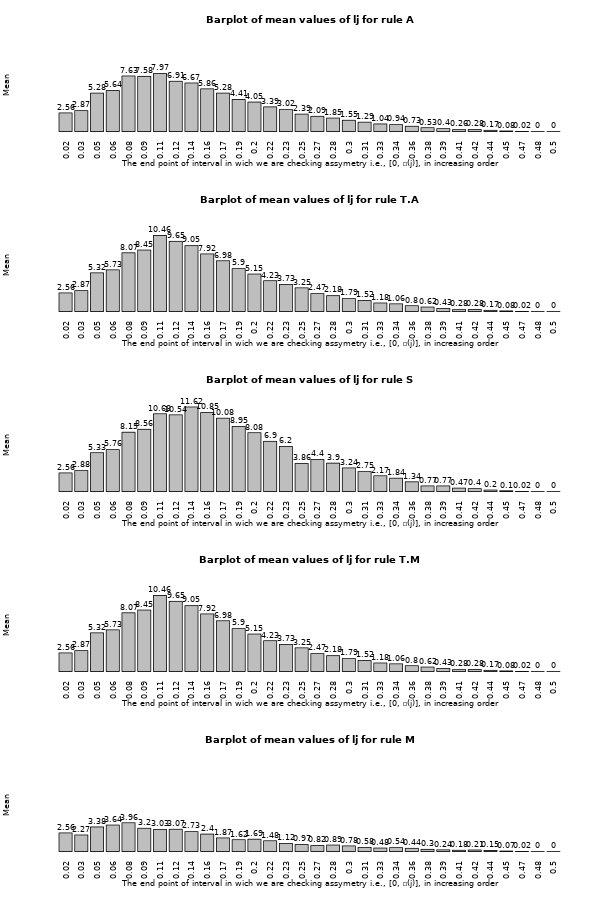 Barplot of mean values of lj for rule A
Mean
2.56 2.87 5.28 5.64 7.63 7.58 7.97 6.91 6.67 5.86 5.28 4.41 4.05 3.39 3.02 2.39 2.09 1.85 1.55 1.29 1.04 0.94 0.73 0.53 0.4 0.26 0.28 0.17 0.08 0.02 0 0
0.02 0.03 0.05 0.06 0.08 0.09 0.11 0.12 0.14 0.16 0.17 0.19 0.2 0.22 0.23 0.25 0.27 0.28 0.3 0.31 0.33 0.34 0.36 0.38 0.39 0.41 0.42 0.44 0.45 0.47 0.48 0.5
The end point of interval in wich we are checking assymetry i.e., [0, □(j)], in increasing order
Barplot of mean values of lj for rule T.A
Mean
2.56 2.87 5.32 5.73 8.07 8.45 10.46 9.65 9.05 7.92 6.98 5.9 5.15 4.23 3.73 3.25 2.47 2.18 1.79 1.52 1.18 1.06 0.8 0.62 0.43 0.28 0.28 0.17 0.08 0.02 0 0
0.02 0.03 0.05 0.06 0.08 0.09 0.11 0.12 0.14 0.16 0.17 0.19 0.2 0.22 0.23 0.25 0.27 0.28 0.3 0.31 0.33 0.34 0.36 0.38 0.39 0.41 0.42 0.44 0.45 0.47 0.48 0.5
The end point of interval in wich we are checking assymetry i.e., [0, □(j)], in increasing order
Barplot of mean values of lj for rule S
Mean
2.56 2.88 5.33 5.76 8.15 8.56 10.68 10.54 11.62 10.85 10.08 8.95 8.08 6.9 6.2 3.86 4.4 3.9 3.24 2.75 2.17 1.84 1.34 0.77 0.77 0.47 0.4 0.2 0.1 0.02 0 0
0.02 0.03 0.05 0.06 0.08 0.09 0.11 0.12 0.14 0.16 0.17 0.19 0.2 0.22 0.23 0.25 0.27 0.28 0.3 0.31 0.33 0.34 0.36 0.38 0.39 0.41 0.42 0.44 0.45 0.47 0.48 0.5
The end point of interval in wich we are checking assymetry i.e., [0, □(j)], in increasing order
Barplot of mean values of lj for rule T.M
Mean
2.56 2.87 5.32 5.73 8.07 8.45 10.46 9.65 9.05 7.92 6.98 5.9 5.15 4.23 3.73 3.25 2.47 2.18 1.79 1.52 1.18 1.06 0.8 0.62 0.43 0.28 0.28 0.17 0.08 0.02 0 0
0.02 0.03 0.05 0.06 0.08 0.09 0.11 0.12 0.14 0.16 0.17 0.19 0.2 0.22 0.23 0.25 0.27 0.28 0.3 0.31 0.33 0.34 0.36 0.38 0.39 0.41 0.42 0.44 0.45 0.47 0.48 0.5
The end point of interval in wich we are checking assymetry i.e., [0, □(j)], in increasing order
Barplot of mean values of lj for rule M
Mean
2.56 2.27 3.38 3.64 3.96 3.2 3.03 3.07 2.73 2.4 1.87 1.62 1.69 1.48 1.12 0.97 0.82 0.89 0.78 0.58 0.48 0.54 0.44 0.3 0.24 0.18 0.21 0.15 0.07 0.02 0 0
0.02 0.03 0.05 0.06 0.08 0.09 0.11 0.12 0.14 0.16 0.17 0.19 0.2 0.22 0.23 0.25 0.27 0.28 0.3 0.31 0.33 0.34 0.36 0.38 0.39 0.41 0.42 0.44 0.45 0.47 0.48 0.5
The end point of interval in wich we are checking assymetry i.e., [0, □(j)], in increasing order